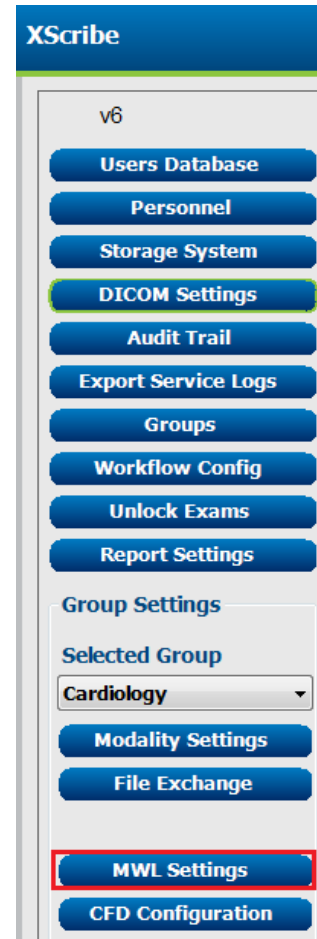 XScribe
v6
Users Database
Personnel
Storage System
DICOM Settings
Audit Trail
Export Service Logs
Groups
Workflow Config
Unlock Exams
Report Settings
Group Settings
Selected Group
Cardiology
Modality Settings
File Exchange
MWL Settings
CFD Configuration